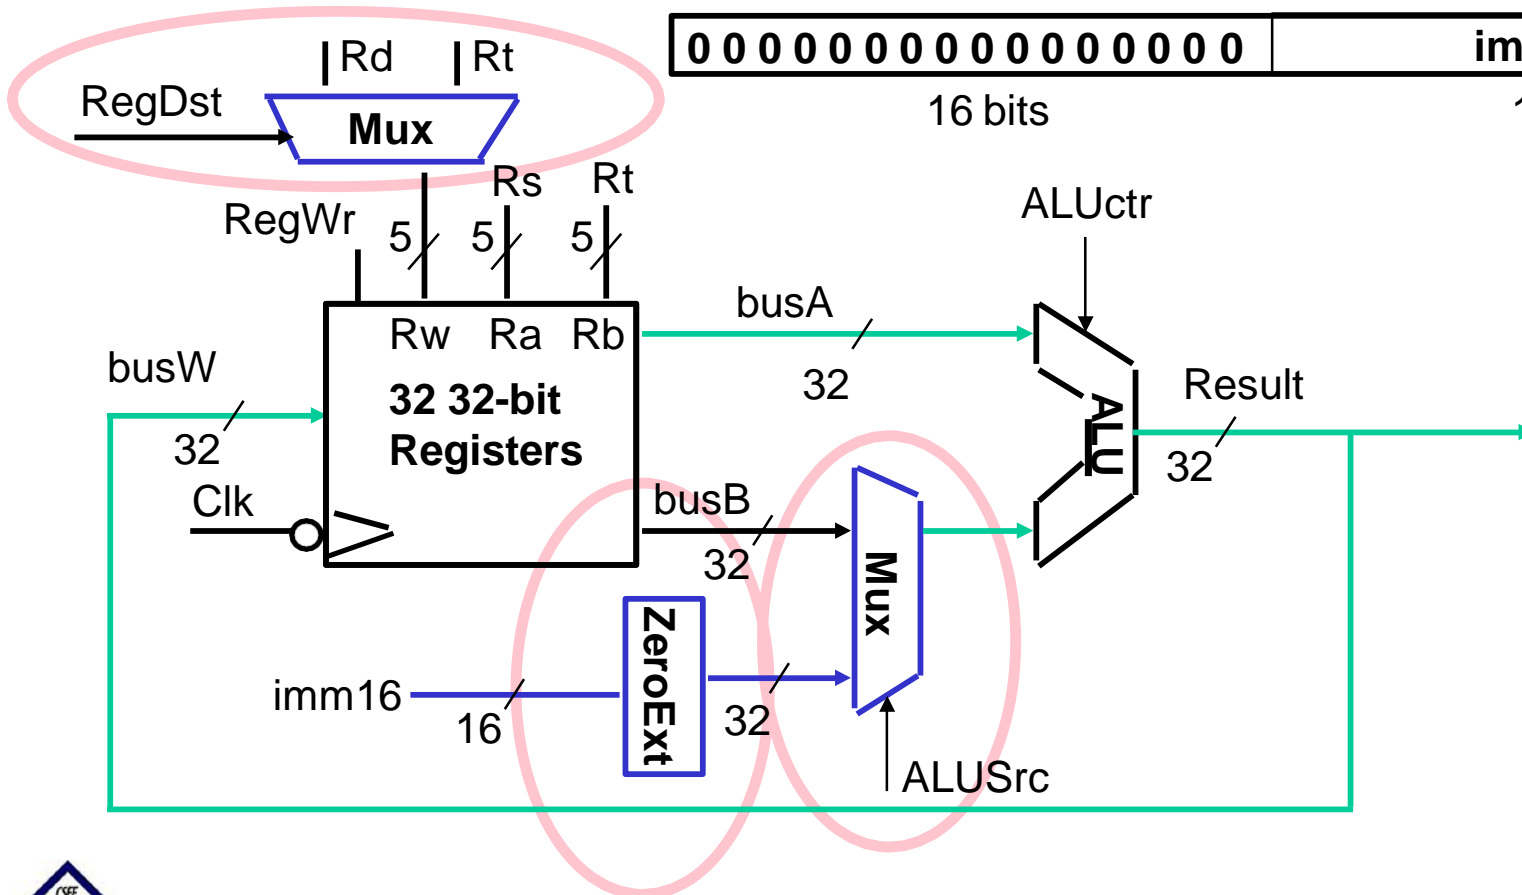 0 0 0 0 0 0 0 0 0 0 0 0 0 0 0 0 im
16 bits
Rd Rt
RegDst
Mux
Rs Rt
RegWr
5 5 5
ALUctr
busA
32
Rw Ra Rb
busW
32
32 32-bit
Registers
Result
32
ALU
Clk
busB
32
Mux
ZeroExt
imm16
16
32
ALUSrc
CSEE